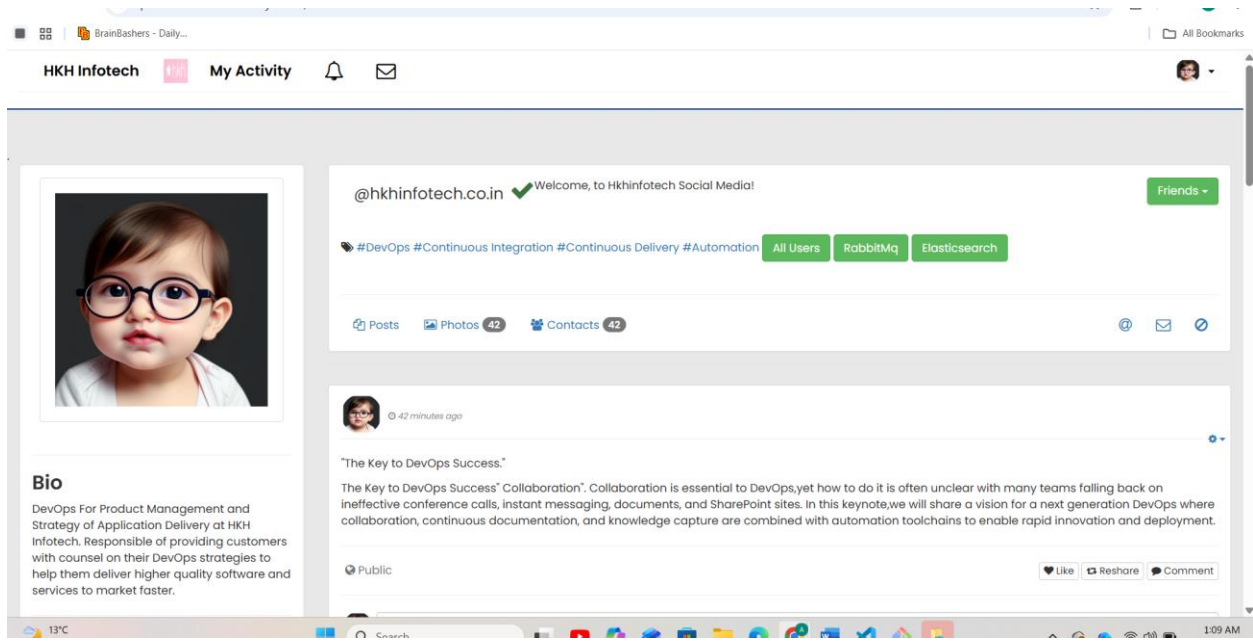 BrainBashers - Daily...
All Bookmarks
HKH Infotech My Activity
@hkhinfotech.co.in Welcome, to Hkhinfotech Social Media!
Friends
#DevOps #Continuous Integration #Continuous Delivery #Automation All Users RabbitMq Elasticsearch
Posts Photos 42 Contacts 42
@
42 minutes ago
"The Key to DevOps Success."
The Key to DevOps Success" Collaboration". Collaboration is essential to DevOps,yet how to do it is often unclear with many teams falling back on
ineffective conference calls, instant messaging, documents, and SharePoint sites. In this keynote,we will share a vision for a next generation DevOps where
collaboration, continuous documentation, and knowledge capture are combined with automation toolchains to enable rapid innovation and deployment.
Public
Like Reshare Comment
Bio
DevOps For Product Management and
Strategy of Application Delivery at HKH
Infotech. Responsible of providing customers
with counsel on their DevOps strategies to
help them deliver higher quality software and
services to market faster.
13°C
Search
1:09 AM